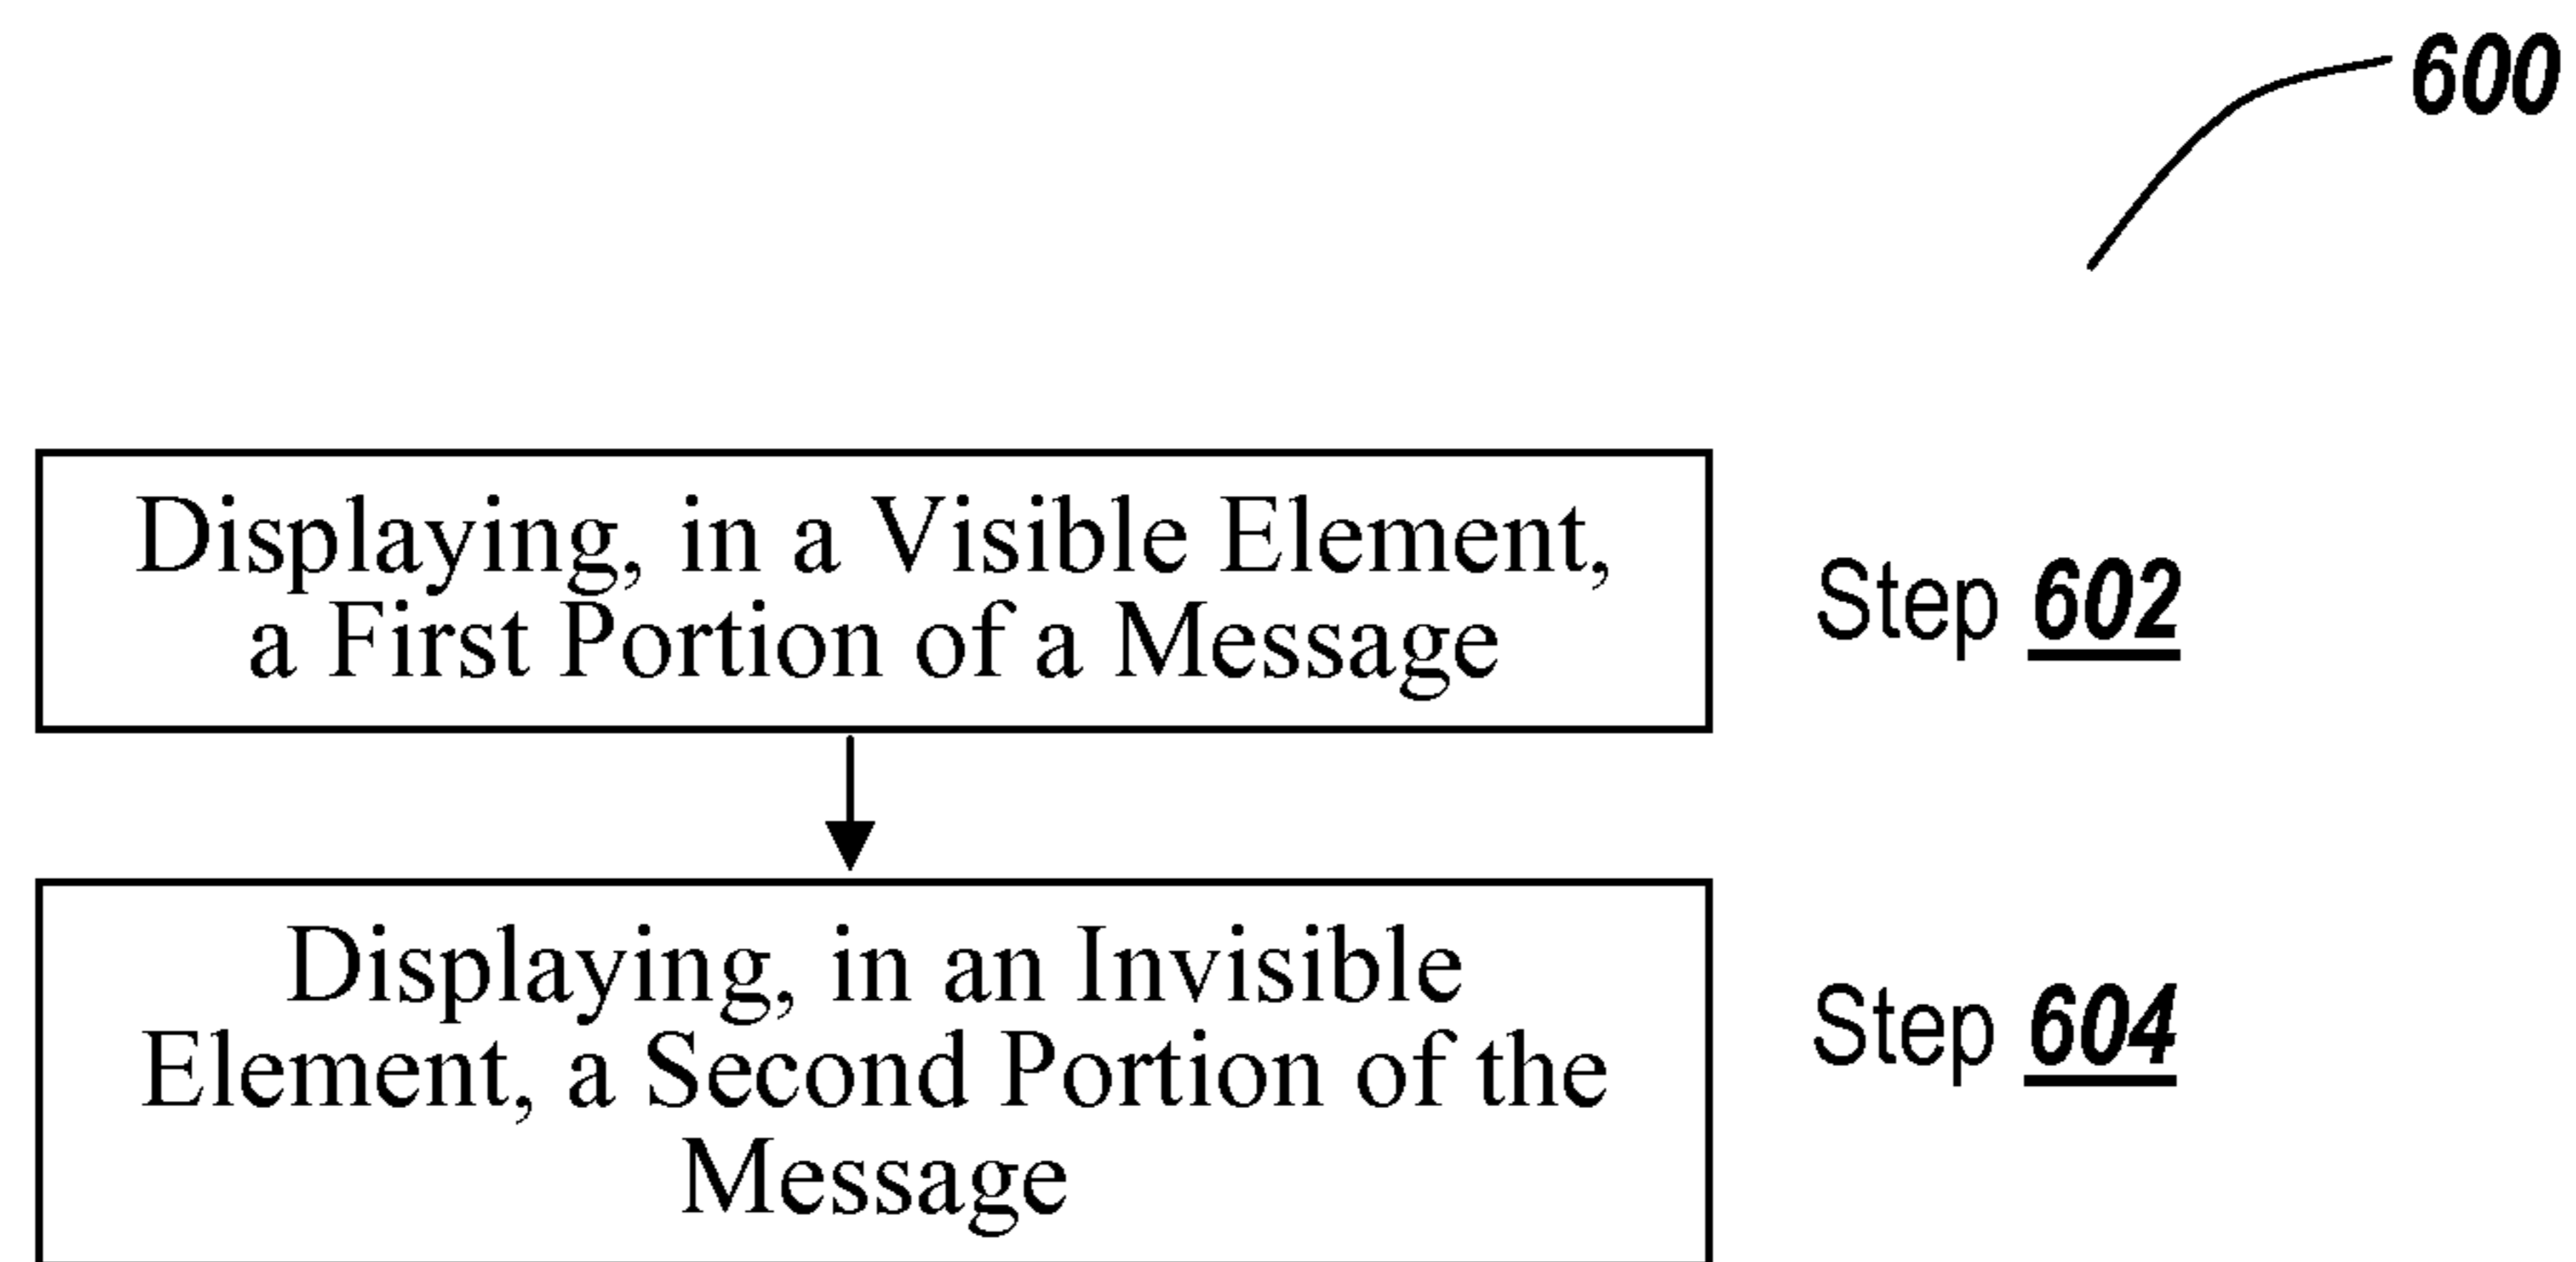 600
Displaying, in a Visible Element,
a First Portion of a Message
Step 602
Displaying, in an Invisible
Element, a Second Portion of the
Message
Step 604